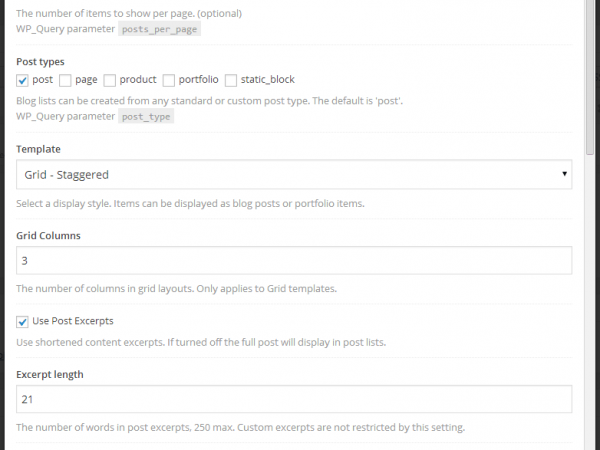 The number of items to show per page. (optional)
WP_Query parameter posts_per_page
Post types
post page product portfolio static_block
Blog lists can be created from any standard or custom post type. The default is 'post'.
WP_Query parameter post_type
Template
Grid - Staggered
Select a display style. Items can be displayed as blog posts or portfolio items.
Grid Columns
3
The number of columns in grid layouts. Only applies to Grid templates.
Use Post Excerpts
Use shortened content excerpts. If turned off the full post will display in post lists.
Excerpt length
21
The number of words in post excerpts, 250 max. Custom excerpts are not restricted by this setting.